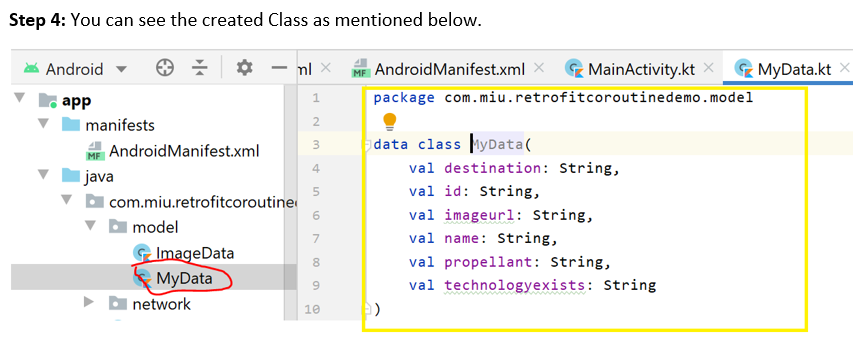 Step 4: You can see the created Class as mentioned below.
Android
ml AndroidManifest.xml MainActivity.kt MyData.kt
app
manifests
MF AndroidManifest.xml
java
com.miu.retrofitcoroutine
model
ImageData
MyData
network
MF
1 package com.miu.retrofitcoroutinedemo.model
2
3 data class MyData(
4 val destination: String,
5 val id: String,
6 val imageurl: String,
7 val name: String,
8 val propellant: String,
9 val technologyexists: String
10 )